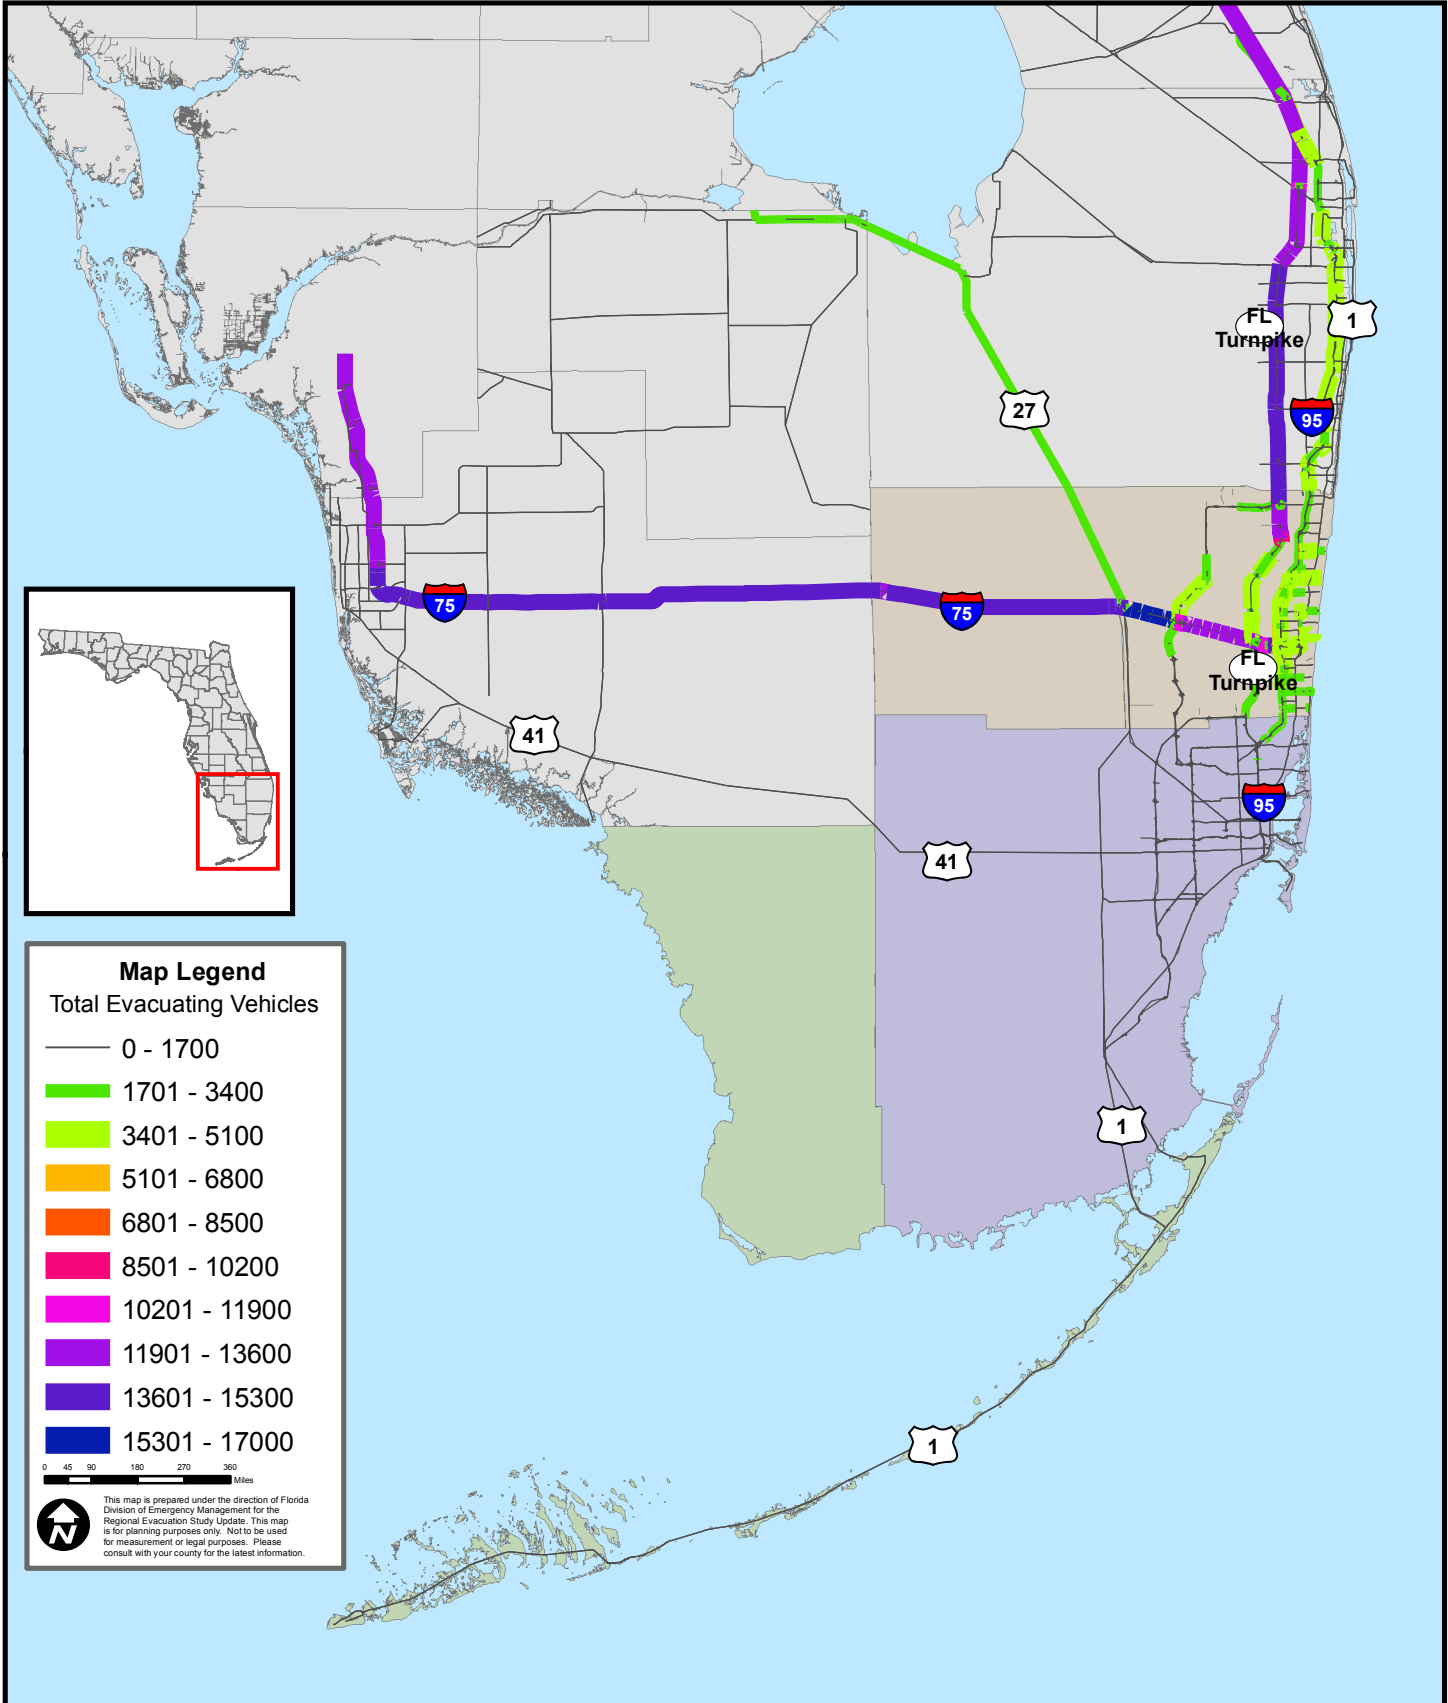 FL
Turnpike
1
95
27
75
75
FL
Turnpike
41
95
41
1
1
Map Legend
Total Evacuating Vehicles
0 - 1700
1701 - 3400
3401 - 5100
5101 - 6800
6801 - 8500
8501 - 10200
10201 - 11900
11901 - 13600
13601 - 15300
15301 - 17000
0 45 90 180 270 360
Miles
N
This map is prepared under the direction of Florida
Division of Emergency Management for the
Regional Evacuation Study Update. This map
is for planning purposes only. Not to be used
for measurement or legal purposes. Please
consult with your county for the latest information.